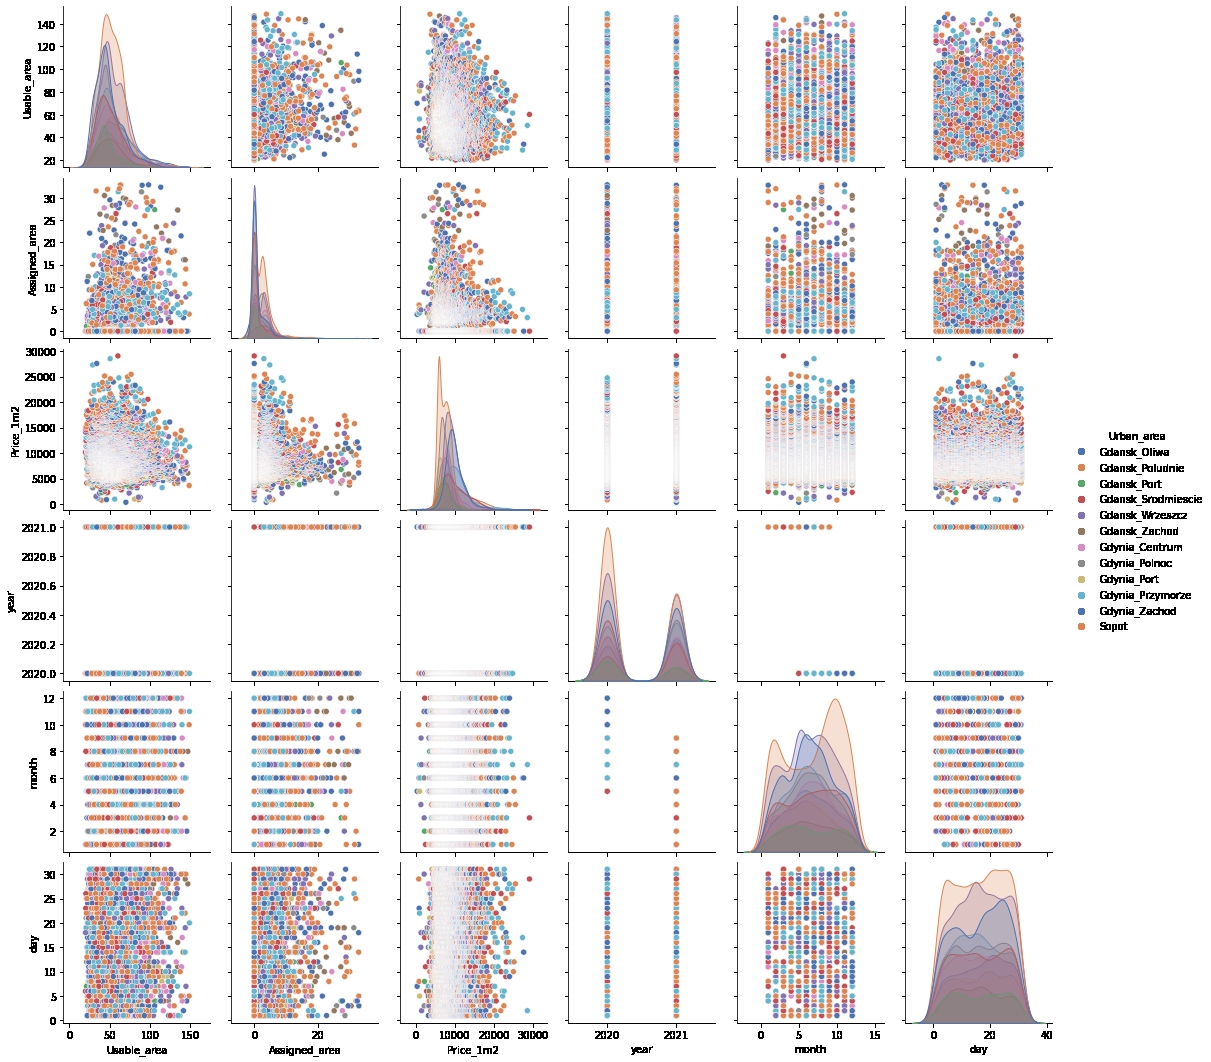 140
120
100
80
60
40
20
Usable_area
30
25
20
15
10
5
0
Assigned_area
30000
25000
20000
15000
10000
5000
0
Price_1m2
2021.0
2020.8
2020.6
2020.4
2020.2
2020.0
year
12
10
8
6
4
2
month
30
25
20
15
10
5
0
day
0 50 100 150
Usable_area
0 20
Assigned_area
0 10000 20000 30000
Price_1m2
2020 2021
year
0 5 10 15
month
0 20 40
day
Urban_area
Gdansk_Oliwa
Gdansk_Poludnie
Gdansk_Port
Gdansk_Srodmiescie
Gdansk_Wrzeszcz
Gdansk_Zachod
Gdynia_Centrum
Gdynia_Polnoc
Gdynia_Port
Gdynia_Przymorze
Gdynia_Zachod
Sopot